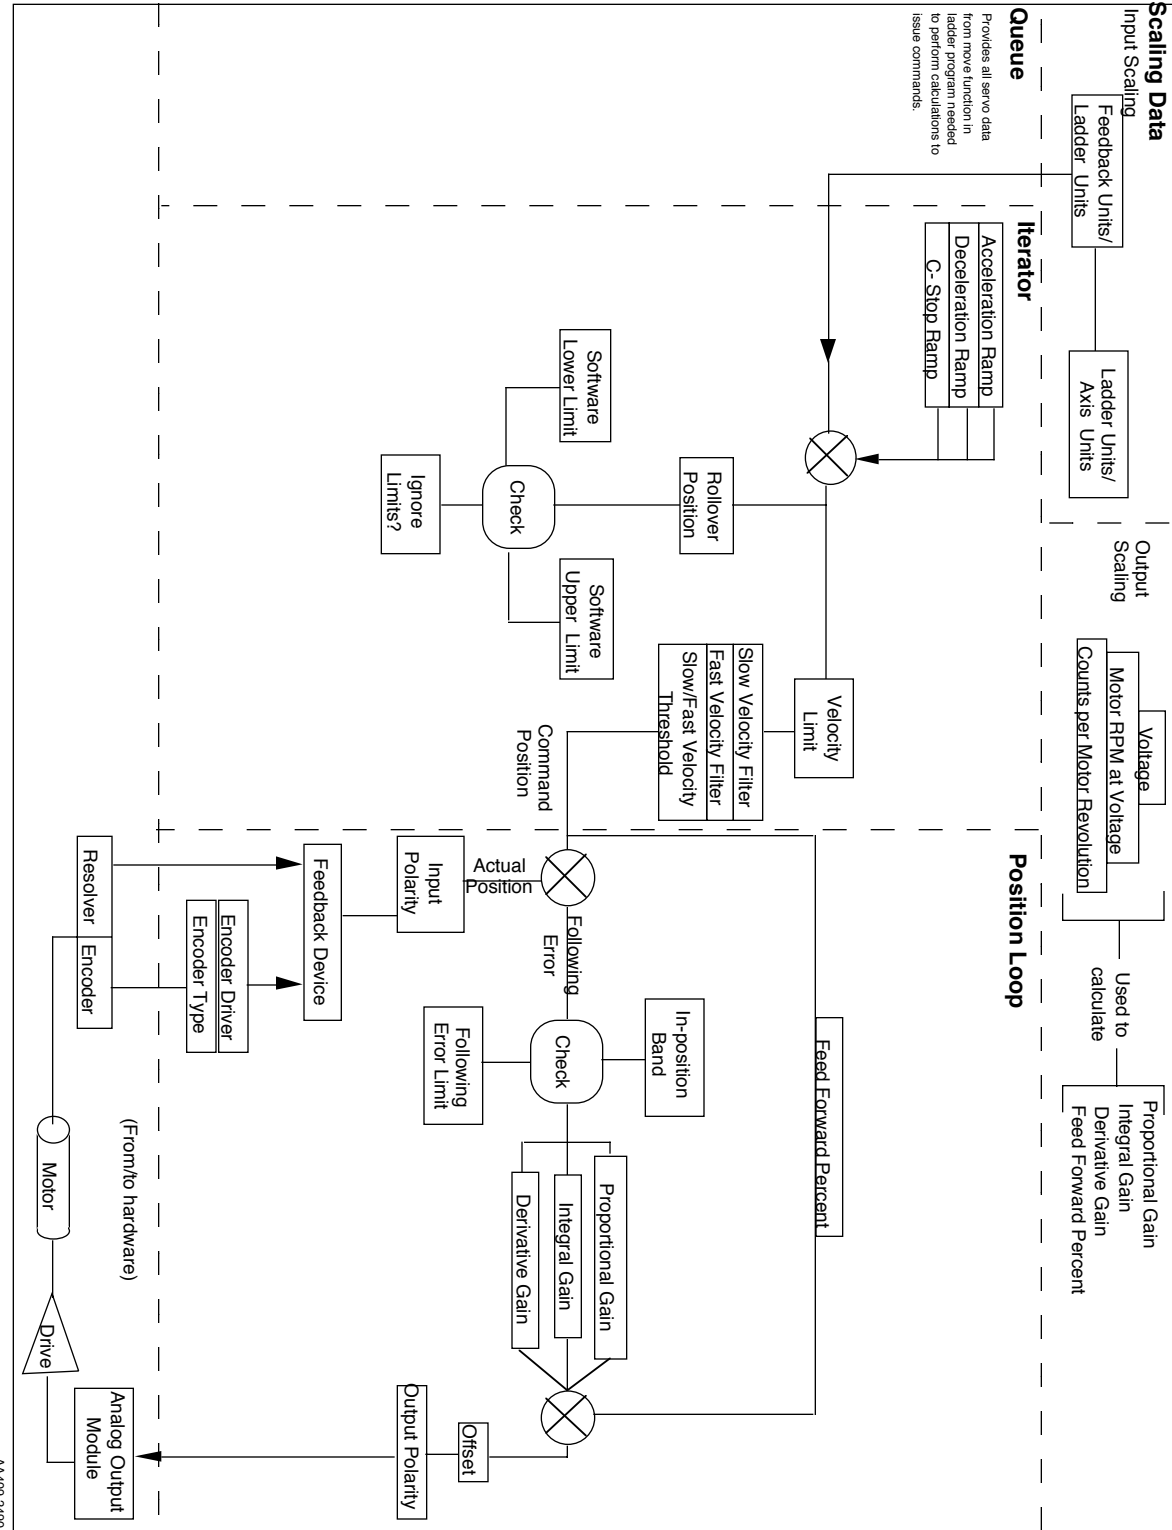 Scaling Data
Input Scaling
Feedback Units/
Ladder Units
Ladder Units/
Axis Units
Output
Scaling
Voltage
Motor RPM at Voltage
Counts per Motor Revolution
Used to
calculate
Proportional Gain
Integral Gain
Derivative Gain
Feed Forward Percent
Queue
Provides all servo data
from move function in
ladder program needed
to perform calculations to
issue commands.
Iterator
Acceleration Ramp
Deceleration Ramp
C- Stop Ramp
Rollover
Position
Software
Lower Limit
Check
Ignore
Limits?
Software
Upper Limit
Velocity
Limit
Slow Velocity Filter
Fast Velocity Filter
Slow/Fast Velocity
Threshold
Command
Position
Position Loop
Feed Forward Percent
Following
Error
Actual
Position
Input
Polarity
Feedback Device
Encoder Driver
Encoder Type
Resolver
Encoder
In-position
Band
Check
Following
Error Limit
Proportional Gain
Integral Gain
Derivative Gain
Offset
Output Polarity
(From/to hardware)
Motor
Drive
Analog Output
Module